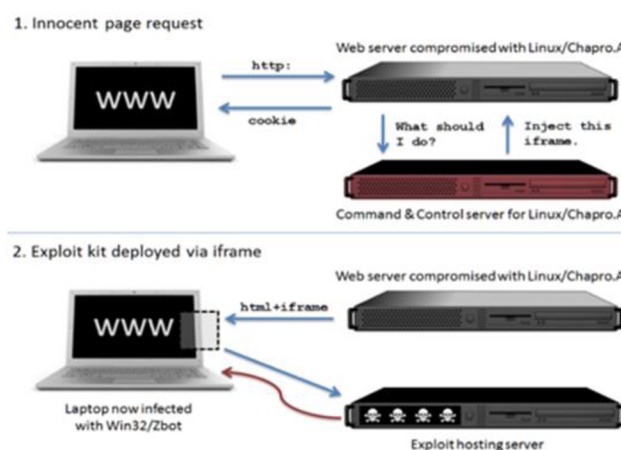 1. Innocent page request
Web server compromised with Linux/Chapro.A
http:
WWW
cookie
What should
I do?
Inject this
iframe.
Command & Control server for Linux/Chapro.A
2. Exploit kit deployed via iframe
Web server compromised with Linux/Chapro.A
html+iframe
WWW
Laptop now infected
with Win32/Zbot
Exploit hosting server